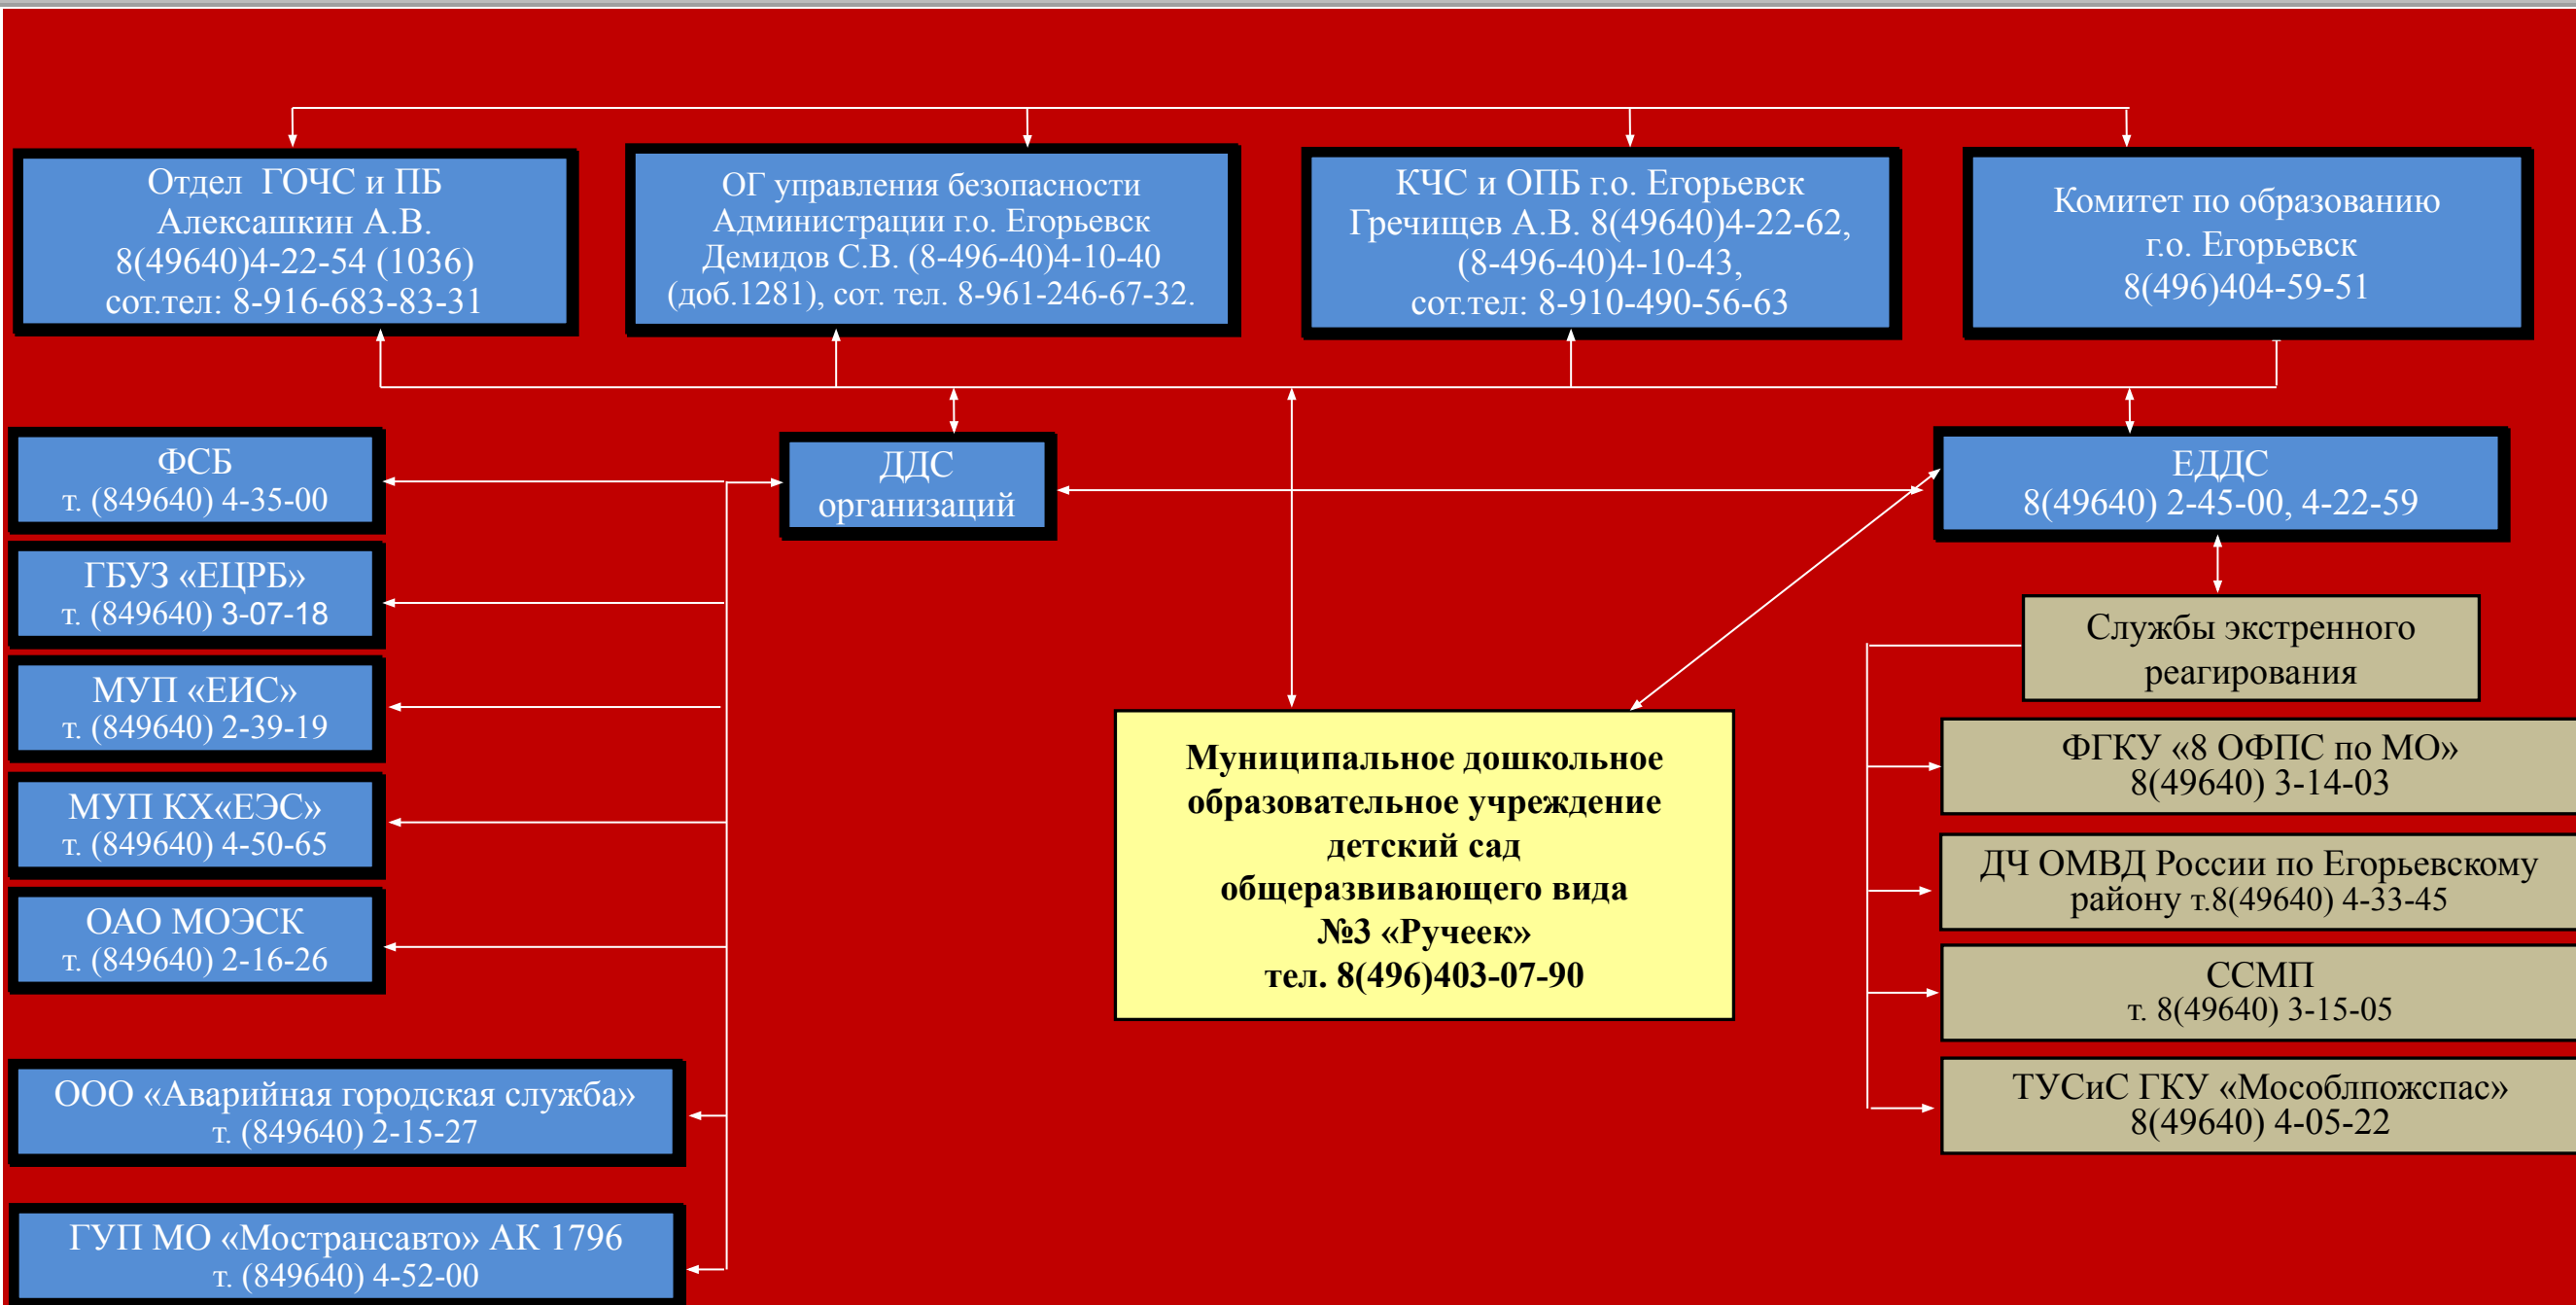 Отдел ГОЧС и ПБ
Алексашкин А.В.
8(49640)4-22-54 (1036)
сот.тел: 8-916-683-83-31
ОГ управления безопасности
Администрации г.о. Егорьевск
Демидов С.В. (8-496-40)4-10-40
(доб.1281), сот. тел. 8-961-246-67-32.
КЧС и ОПБ г.о. Егорьевск
Гречищев А.В. 8(49640)4-22-62,
(8-496-40)4-10-43,
сот.тел: 8-910-490-56-63
Комитет по образованию
г.о. Егорьевск
8(496)404-59-51
ФСБ
т. (849640) 4-35-00
ГБУЗ «ЕЦРБ»
т. (849640) 3-07-18
МУП «ЕИС»
т. (849640) 2-39-19
МУП КХ«ЕЭС»
т. (849640) 4-50-65
ОАО МОЭСК
т. (849640) 2-16-26
ООО «Аварийная городская служба»
т. (849640) 2-15-27
ГУП МО «Мострансавто» АК 1796
т. (849640) 4-52-00
ДДС
организаций
Муниципальное дошкольное
образовательное учреждение
детский сад
общеразвивающего вида
№3 «Ручеек»
тел. 8(496)403-07-90
ЕДДС
8(49640) 2-45-00, 4-22-59
Службы экстренного
реагирования
ФГКУ «8 ОФПС по МО»
8(49640) 3-14-03
ДЧ ОМВД России по Егорьевскому
району т.8(49640) 4-33-45
ССМП
т. 8(49640) 3-15-05
ТУСиС ГКУ «Мособлпожспас»
8(49640) 4-05-22